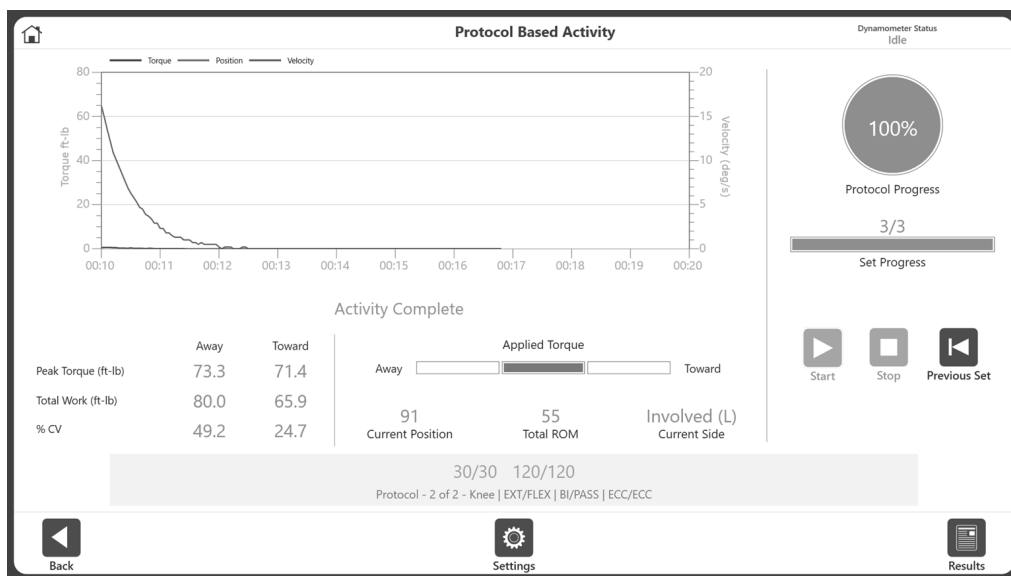 Protocol Based Activity
Dynamometer Status
Idle
Torque Position Velocity
80
60
40
20
0
Torque ft-lb
20
15
10
5
0
Velocity (deg/s)
00:10 00:11 00:12 00:13 00:14 00:15 00:16 00:17 00:18 00:19 00:20
100%
Protocol Progress
3/3
Set Progress
Start Stop Previous Set
Activity Complete
Away Toward
Peak Torque (ft-lb) 73.3 71.4
Total Work (ft-lb) 80.0 65.9
% CV 49.2 24.7
Applied Torque
Away Toward
91 55 Involved (L)
Current Position Total ROM Current Side
30/30 120/120
Protocol - 2 of 2 - Knee | EXT/FLEX | BI/PASS | ECC/ECC
Back Settings Results